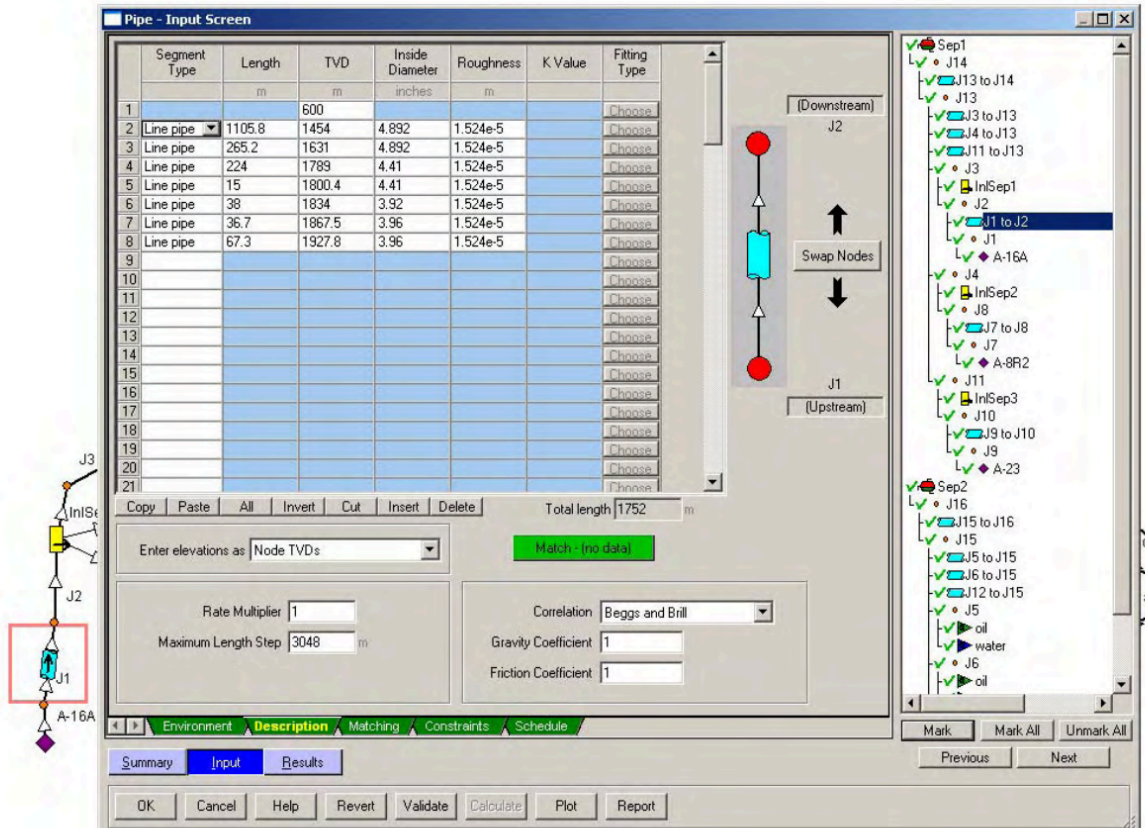 Pipe - Input Screen
Segment Type Length TVD Inside Diameter Roughness K Value Fitting Type
m m inches m
1 600 Choose
2 Line pipe 1105.8 1454 4.892 1.524e-5 Choose
3 Line pipe 265.2 1631 4.892 1.524e-5 Choose
4 Line pipe 224 1789 4.41 1.524e-5 Choose
5 Line pipe 15 1800.4 4.41 1.524e-5 Choose
6 Line pipe 38 1834 3.92 1.524e-5 Choose
7 Line pipe 36.7 1867.5 3.96 1.524e-5 Choose
8 Line pipe 67.3 1927.8 3.96 1.524e-5 Choose
9 Choose
10 Choose
11 Choose
12 Choose
13 Choose
14 Choose
15 Choose
16 Choose
17 Choose
18 Choose
19 Choose
20 Choose
21 Choose
Copy Paste All Invert Cut Insert Delete Total length 1752 m
Enter elevations as Node TVDs
Match - (no data)
Rate Multiplier 1
Maximum Length Step 3048 m
Correlation Beggs and Brill
Gravity Coefficient 1
Friction Coefficient 1
Environment Description Matching Constraints Schedule
Summary Input Results
OK Cancel Help Revert Validate Calculate Plot Report
(Downstream)
J2
Swap Nodes
J1
(Upstream)
Sep1
J14
J13 to J14
J13
J3 to J13
J4 to J13
J11 to J13
J3
InlSep1
J2
J1 to J2
J1
A-16A
J4
InlSep2
J8
J7 to J8
J7
A-8R2
J11
InlSep3
J10
J9 to J10
J9
A-23
Sep2
J16
J15 to J16
J15
J5 to J15
J6 to J15
J12 to J15
J5
oil
water
J6
oil
Mark Mark All Unmark All
Previous Next
J3
InlSe
J2
J1
A-16A